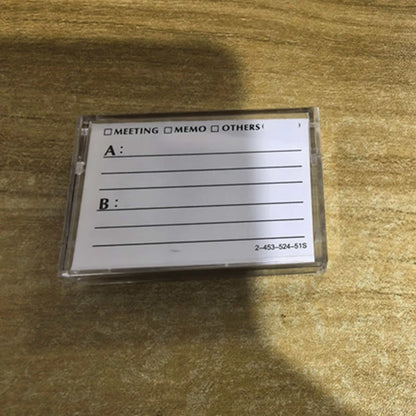 □ MEETING □ MEMO □ OTHERS ( )
A :
B :
2-453-524-51S